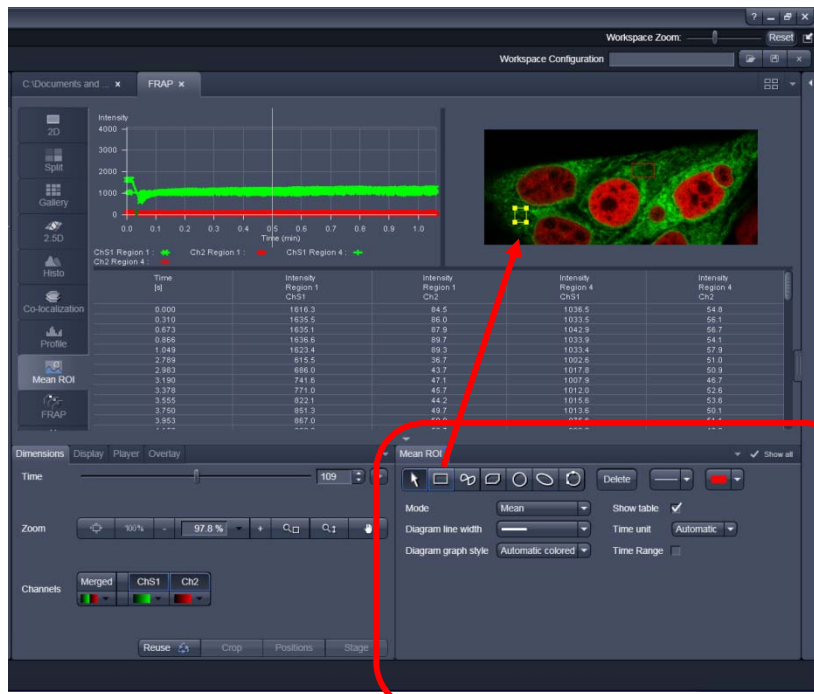 ?
Workspace Zoom: Reset
Workspace Configuration
C:\Documents and ... x FRAP x
2D
Split
Gallery
2.5D
Histo
Co-localization
Profile
Mean ROI
FRAP
Intensity
4000
3000
2000
1000
0
0.0 0.1 0.2 0.3 0.4 0.5 0.6 0.7 0.8 0.9 1.0
Time (min)
ChS1 Region 1 : Ch2 Region 1 : ChS1 Region 4 :
Ch2 Region 4 :
Time Intensity Intensity Intensity Intensity
[s] Region 1 Region 1 Region 4 Region 4
ChS1 Ch2 ChS1 Ch2
0.000 1616.3 84.5 1036.5 54.8
0.310 1635.5 86.0 1033.5 56.1
0.673 1635.1 87.9 1042.9 56.7
0.866 1636.6 89.7 1033.9 54.1
1.049 1623.4 89.3 1033.4 57.9
2.789 615.5 36.7 1002.6 51.0
2.983 686.0 43.7 1017.8 50.9
3.190 741.6 47.1 1007.9 46.7
3.378 771.0 45.7 1012.0 52.6
3.555 822.1 44.2 1015.6 53.6
3.750 851.3 49.7 1013.6 50.1
3.953 867.0
Dimensions Display Player Overlay
Time 109
Zoom 100% - 97.8 % +
Channels Merged ChS1 Ch2
Reuse Crop Positions Stage
Mean ROI Show all
Delete
Mode Mean Show table
Diagram line width Time unit Automatic
Diagram graph style Automatic colored Time Range